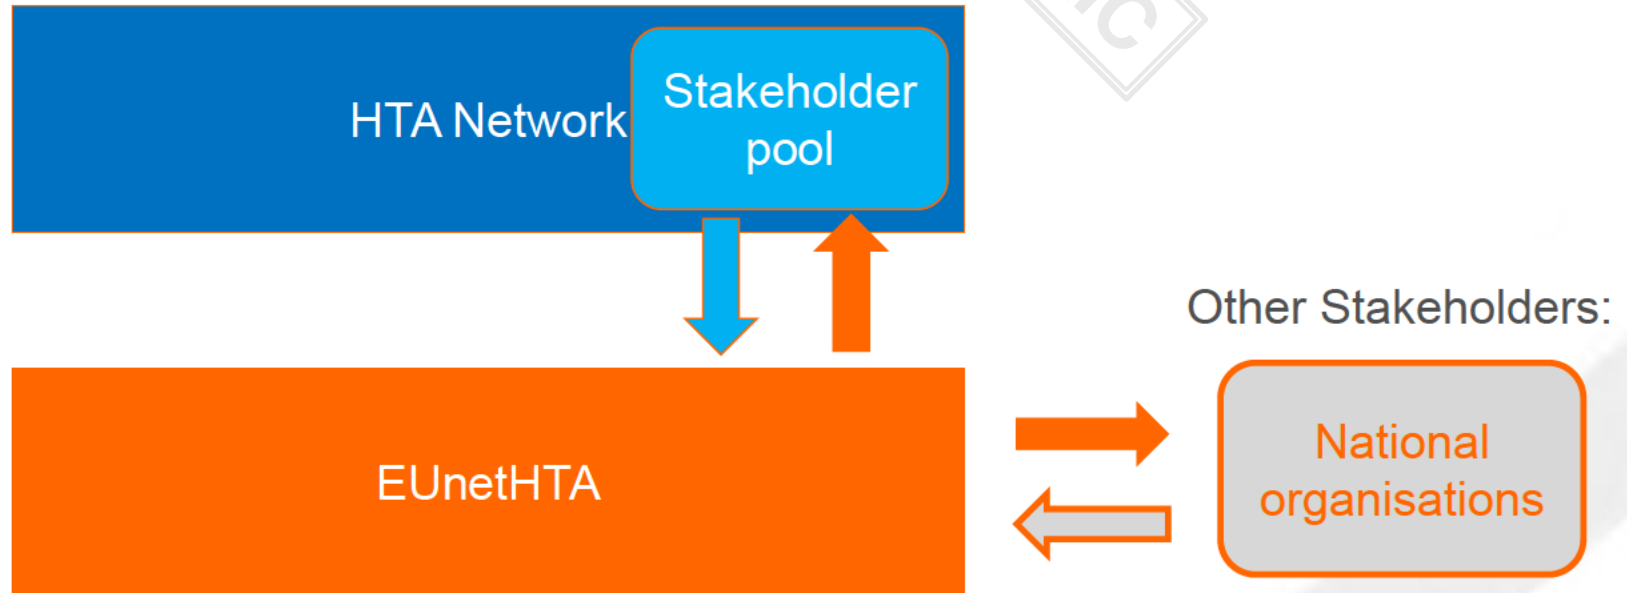 HTA Network
Stakeholder
pool
Other Stakeholders:
EUnetHTA
National
organisations